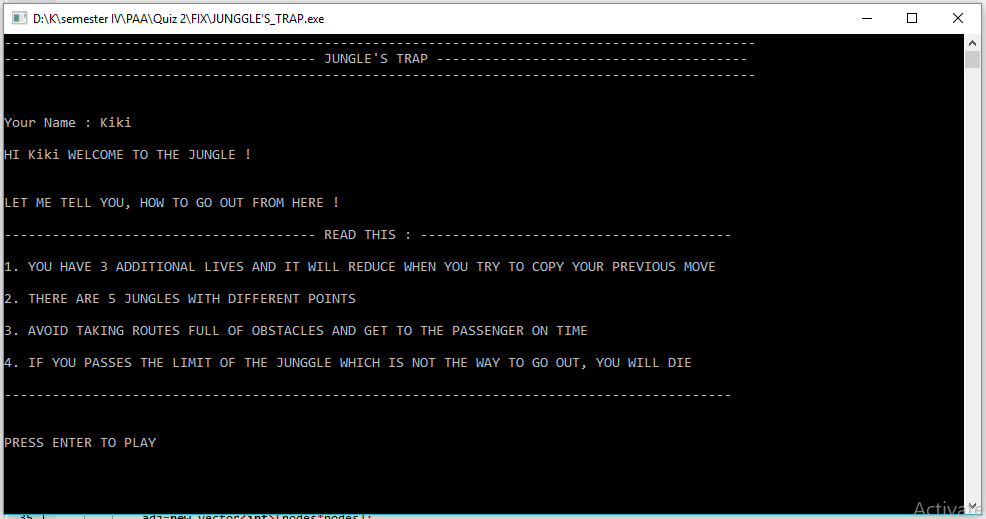 D:\K\semester IV\PAA\Quiz 2\FIX\JUNGGLE'S_TRAP.exe
----------------------------------------------------------------------------------------------
--------------------------------------- JUNGLE'S TRAP ---------------------------------------
----------------------------------------------------------------------------------------------
Your Name : Kiki
HI Kiki WELCOME TO THE JUNGLE !
LET ME TELL YOU, HOW TO GO OUT FROM HERE !
--------------------------------------- READ THIS : ---------------------------------------
1. YOU HAVE 3 ADDITIONAL LIVES AND IT WILL REDUCE WHEN YOU TRY TO COPY YOUR PREVIOUS MOVE
2. THERE ARE 5 JUNGLES WITH DIFFERENT POINTS
3. AVOID TAKING ROUTES FULL OF OBSTACLES AND GET TO THE PASSENGER ON TIME
4. IF YOU PASSES THE LIMIT OF THE JUNGGLE WHICH IS NOT THE WAY TO GO OUT, YOU WILL DIE
-------------------------------------------------------------------------------------------
PRESS ENTER TO PLAY
Activate
35 adj=new vector<int>[nodes*nodes];